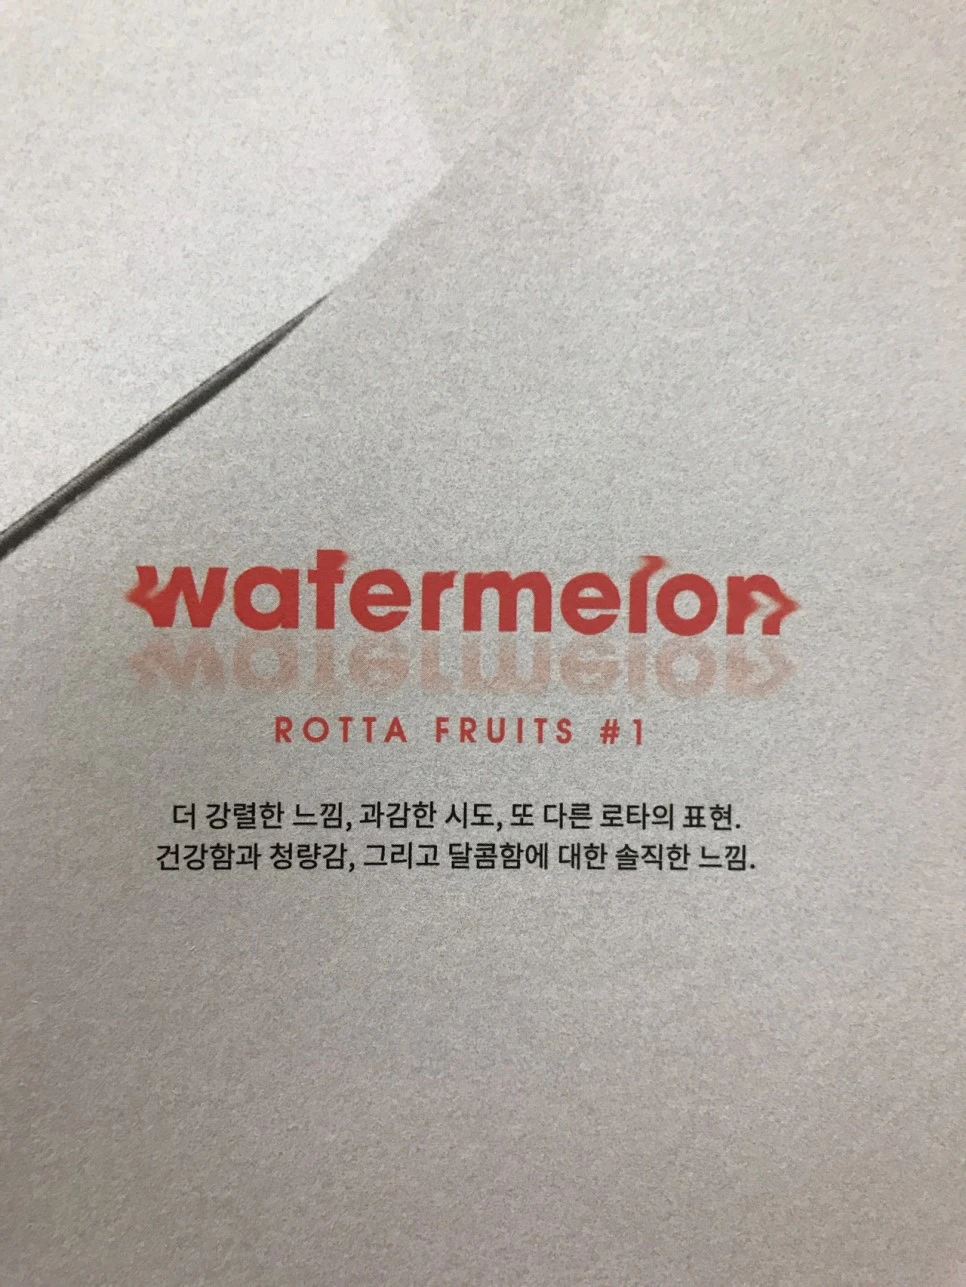 watermelon
ROTTA FRUITS #1
더 강렬한 느낌, 과감한 시도, 또 다른 로타의 표현.
건강함과 청량감, 그리고 달콤함에 대한 솔직한 느낌.